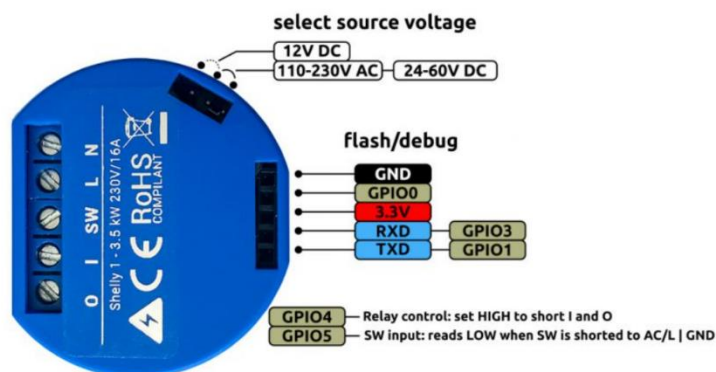 select source voltage
12V DC
110-230V AC 24-60V DC
flash/debug
GND
GPIO0
3.3V
RXD GPIO3
TXD GPIO1
O I SW L N
Shelly 1 - 3.5 kW 230V/16A
CE RoHS
COMPILANT
GPIO4 Relay control: set HIGH to short I and O
GPIO5 SW input: reads LOW when SW is shorted to AC/L | GND